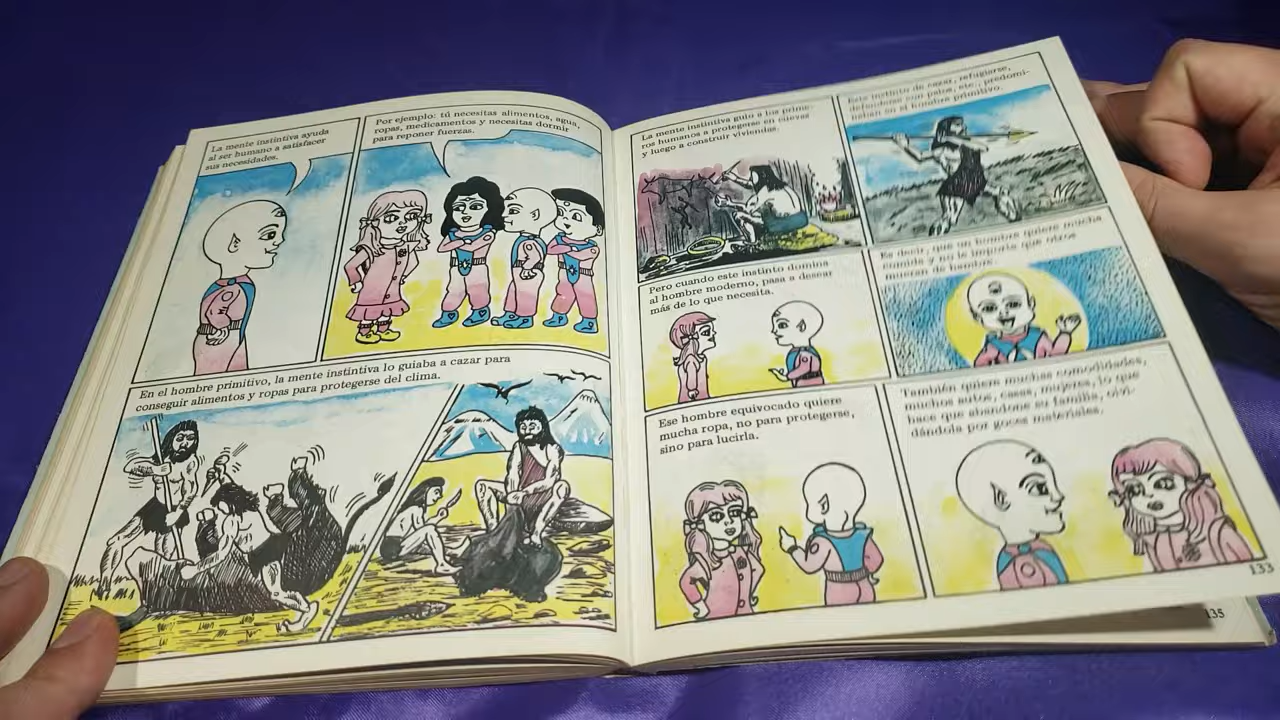 La mente instintiva ayuda
al ser humano a satisfacer
sus necesidades.
Por ejemplo: tú necesitas alimentos, agua,
ropas, medicamentos y necesitas dormir
para reponer fuerzas.
En el hombre primitivo, la mente instintiva lo guiaba a cazar para
conseguir alimentos y ropas para protegerse del clima.
La mente instintiva guió a los prime-
ros humanos a protegerse en cuevas
y luego a construir viviendas.
Este instinto de cazar, refugiarse,
defenderse con palos, etc., predomi-
naban en el hombre primitivo.
Pero cuando este instinto domina
al hombre moderno, pasa a desear
más de lo que necesita.
Es decir, que un hombre quiere mucha
comida y no le importa que otros
mueran de hambre.
Ese hombre equivocado quiere
mucha ropa, no para protegerse,
sino para lucirla.
También quiere muchas comodidades,
muchos autos, casas, mujeres, lo que
hace que abandone su familia, olvi-
dándola por goces materiales.
133
135